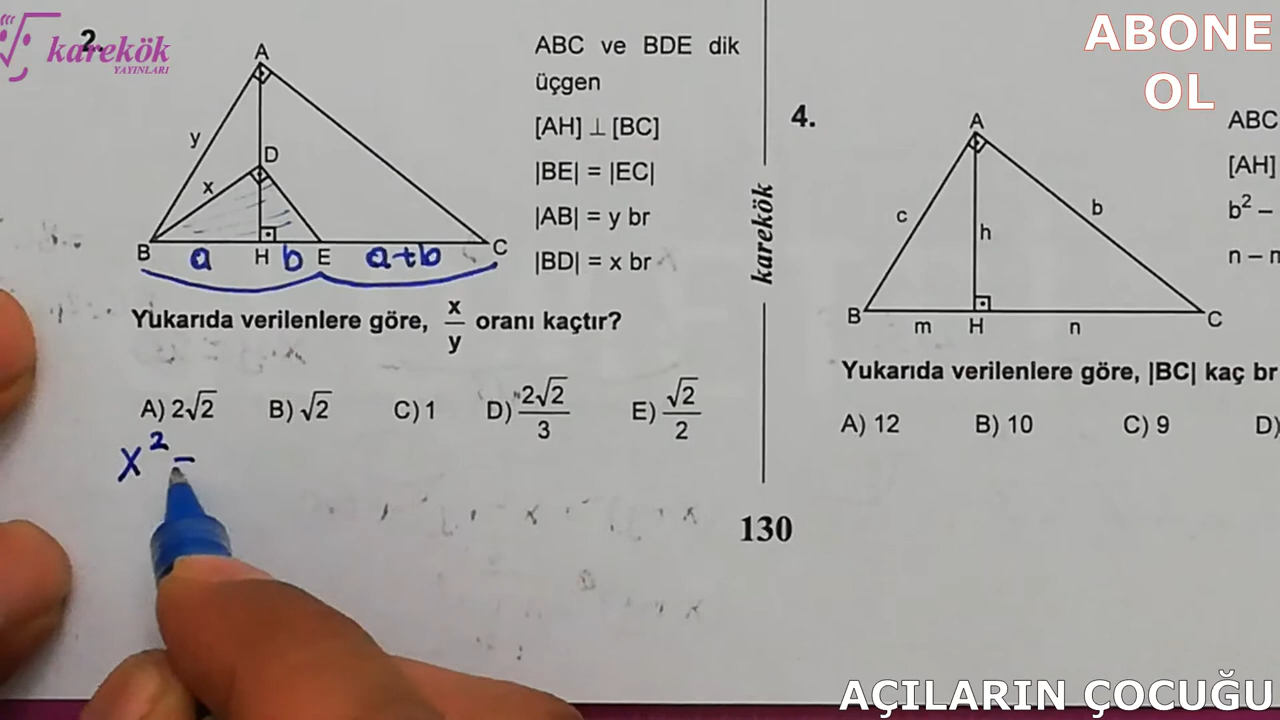 karekök
YAYINLARI
2.
A
y
D
x
B
a
H
b
E
a+b
C
ABC ve BDE dik
üçgen
[AH] ⊥ [BC]
|BE| = |EC|
|AB| = y br
|BD| = x br
Yukarıda verilenlere göre, x/y oranı kaçtır?
A) 2√2 B) √2 C) 1 D) 2√2/3 E) √2/2
x² =
karekök
130
4.
A
c
b
h
B
m
H
n
C
ABC
[AH]
b² –
n –
Yukarıda verilenlere göre, |BC| kaç br
A) 12 B) 10 C) 9 D)
ABONE
OL
AÇILARIN ÇOCUĞU